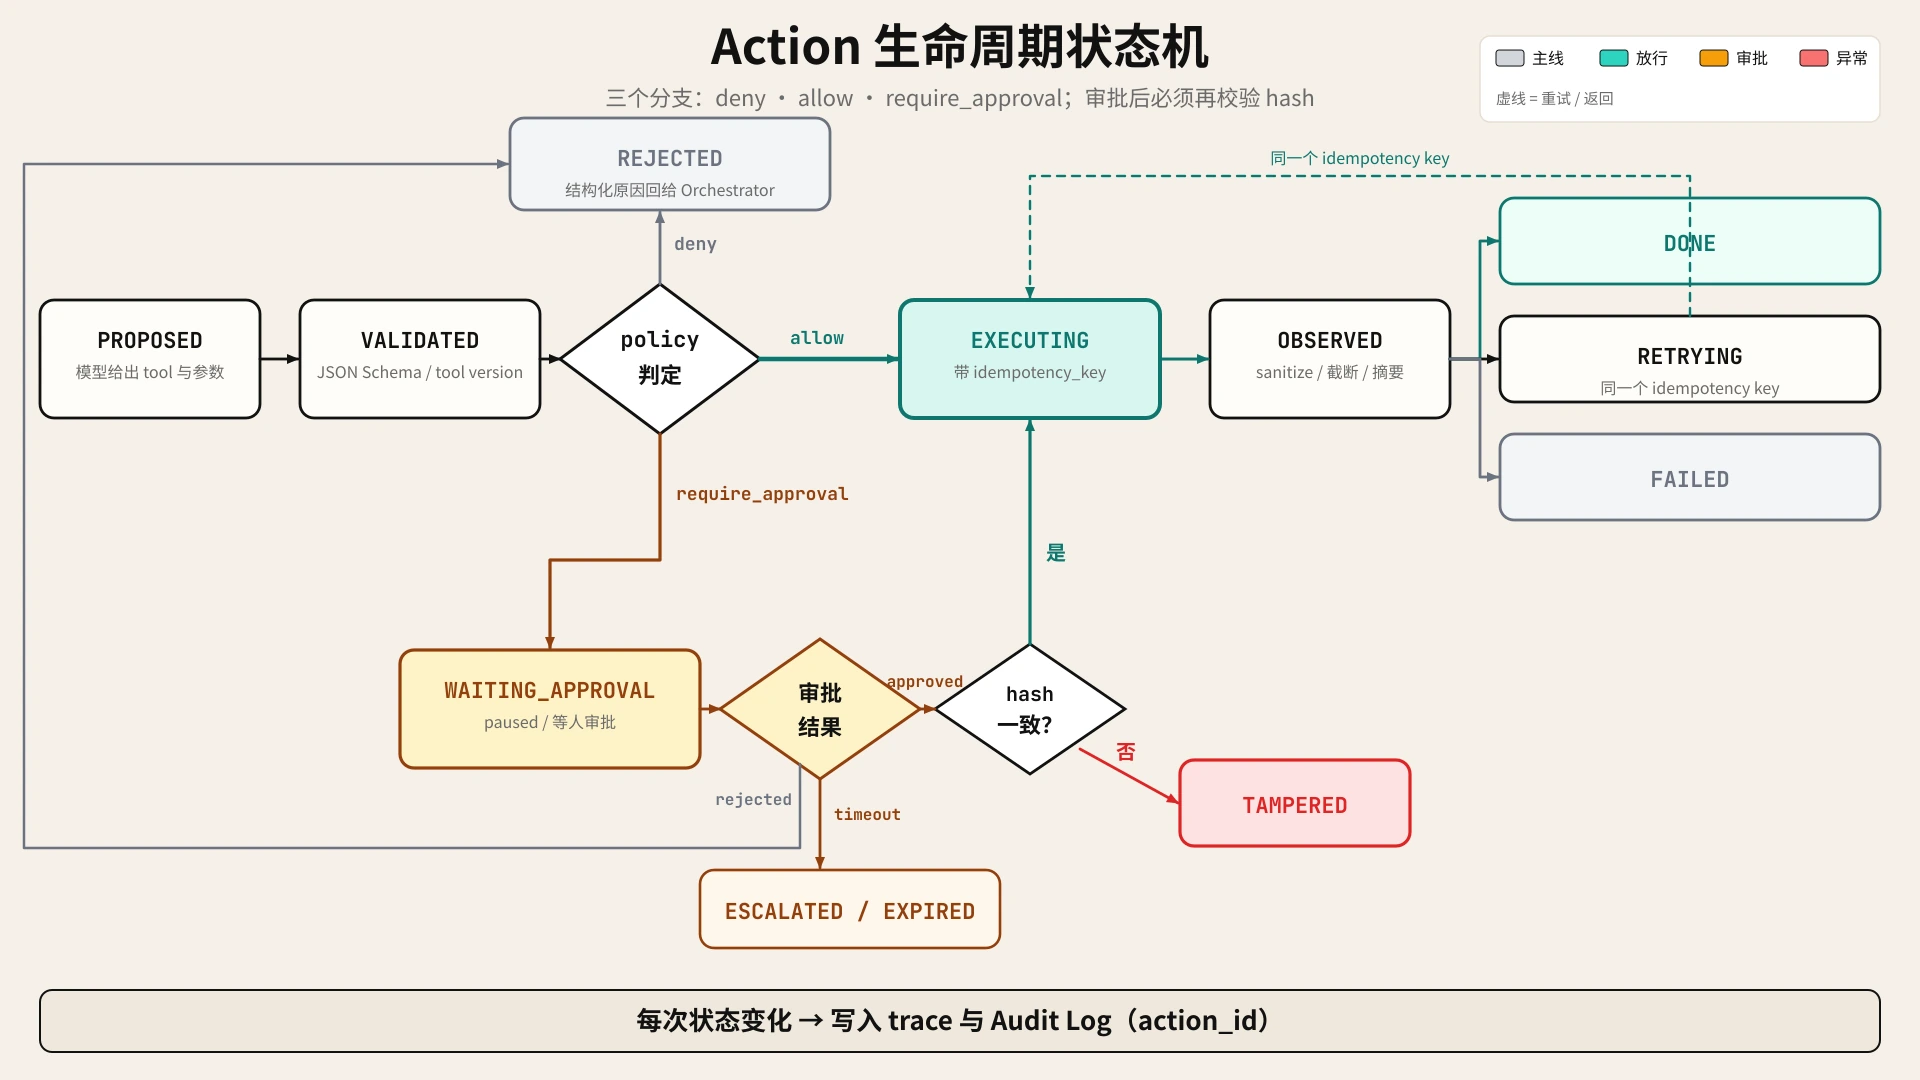 Action 生命周期状态机
三个分支：deny · allow · require_approval；审批后必须再校验 hash
主线
放行
审批
异常
虚线 = 重试 / 返回
REJECTED
结构化原因回给 Orchestrator
同一个 idempotency key
deny
DONE
PROPOSED
模型给出 tool 与参数
VALIDATED
JSON Schema / tool version
policy
判定
allow
EXECUTING
带 idempotency_key
OBSERVED
sanitize / 截断 / 摘要
RETRYING
同一个 idempotency key
FAILED
require_approval
是
WAITING_APPROVAL
paused / 等人审批
审批
结果
approved
hash
一致?
否
TAMPERED
rejected
timeout
ESCALATED / EXPIRED
每次状态变化 → 写入 trace 与 Audit Log（action_id）